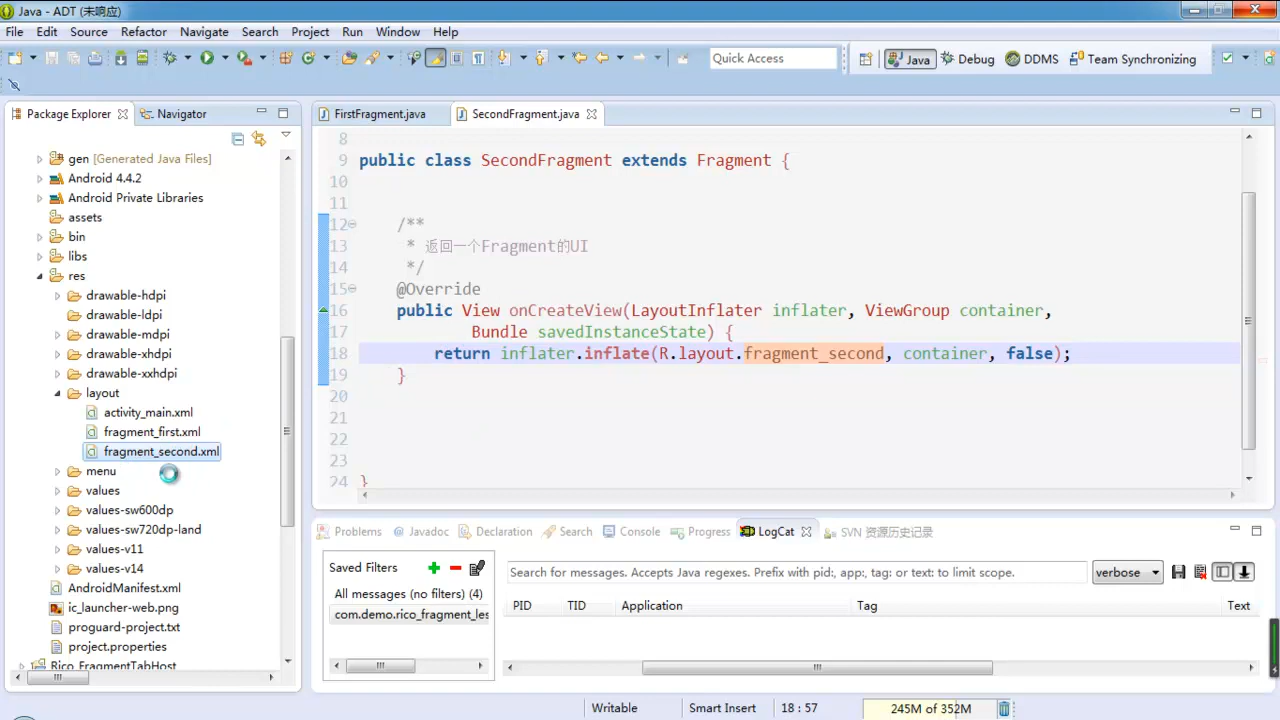 Java - ADT (未响应)
File Edit Source Refactor Navigate Search Project Run Window Help
Quick Access Java Debug DDMS Team Synchronizing
Package Explorer Navigator
gen [Generated Java Files]
Android 4.4.2
Android Private Libraries
assets
bin
libs
res
drawable-hdpi
drawable-ldpi
drawable-mdpi
drawable-xhdpi
drawable-xxhdpi
layout
activity_main.xml
fragment_first.xml
fragment_second.xml
menu
values
values-sw600dp
values-sw720dp-land
values-v11
values-v14
AndroidManifest.xml
ic_launcher-web.png
proguard-project.txt
project.properties
Rico_FragmentTabHost
FirstFragment.java SecondFragment.java
8
9 public class SecondFragment extends Fragment {
10
11
12 /**
13 * 返回一个Fragment的UI
14 */
15 @Override
16 public View onCreateView(LayoutInflater inflater, ViewGroup container,
17 Bundle savedInstanceState) {
18 return inflater.inflate(R.layout.fragment_second, container, false);
19 }
20
21
22
23
24 }
Problems Javadoc Declaration Search Console Progress LogCat SVN 资源历史记录
Saved Filters
All messages (no filters) (4)
com.demo.rico_fragment_les
Search for messages. Accepts Java regexes. Prefix with pid:, app:, tag: or text: to limit scope.
verbose
PID TID Application Tag Text
Writable Smart Insert 18 : 57 245M of 352M